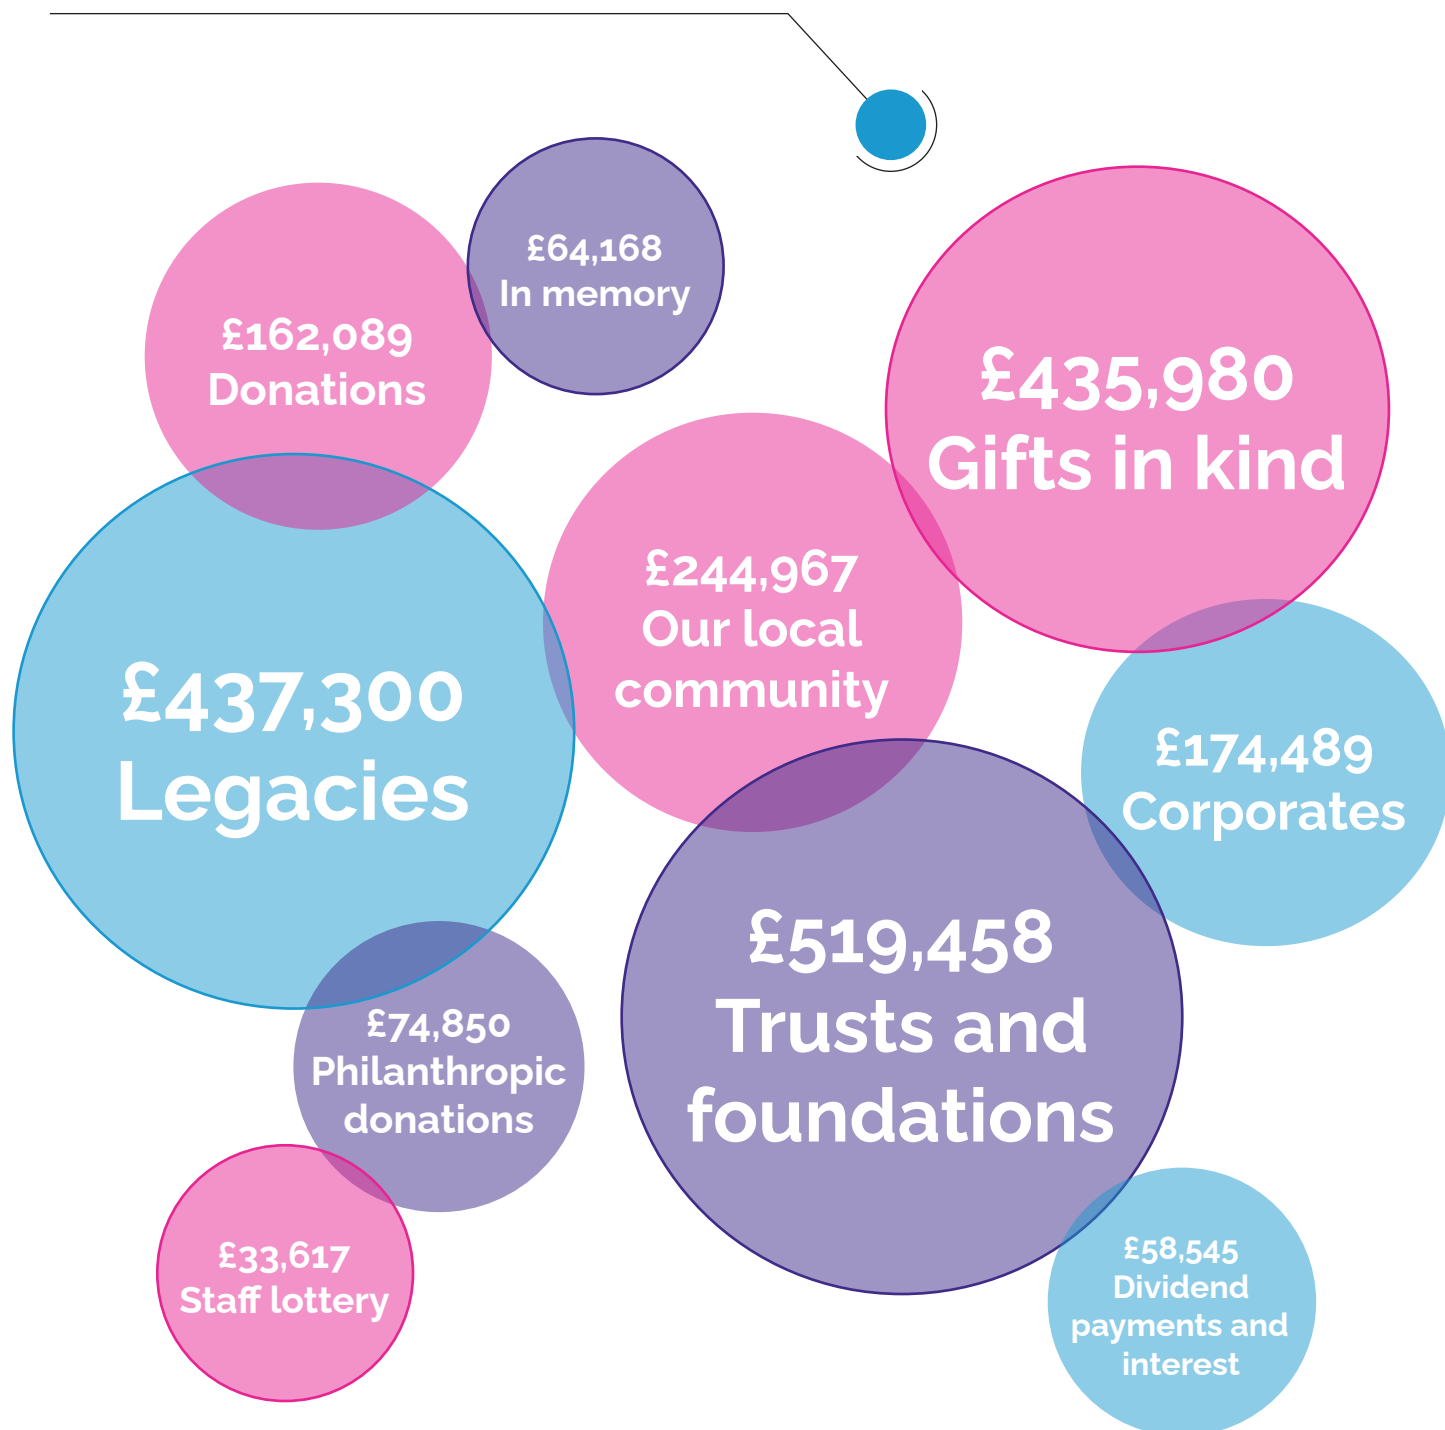 £64,168
In memory
£162,089
Donations
£435,980
Gifts in kind
£244,967
Our local
community
£437,300
Legacies
£174,489
Corporates
£519,458
Trusts and
foundations
£74,850
Philanthropic
donations
£33,617
Staff lottery
£58,545
Dividend
payments and
interest